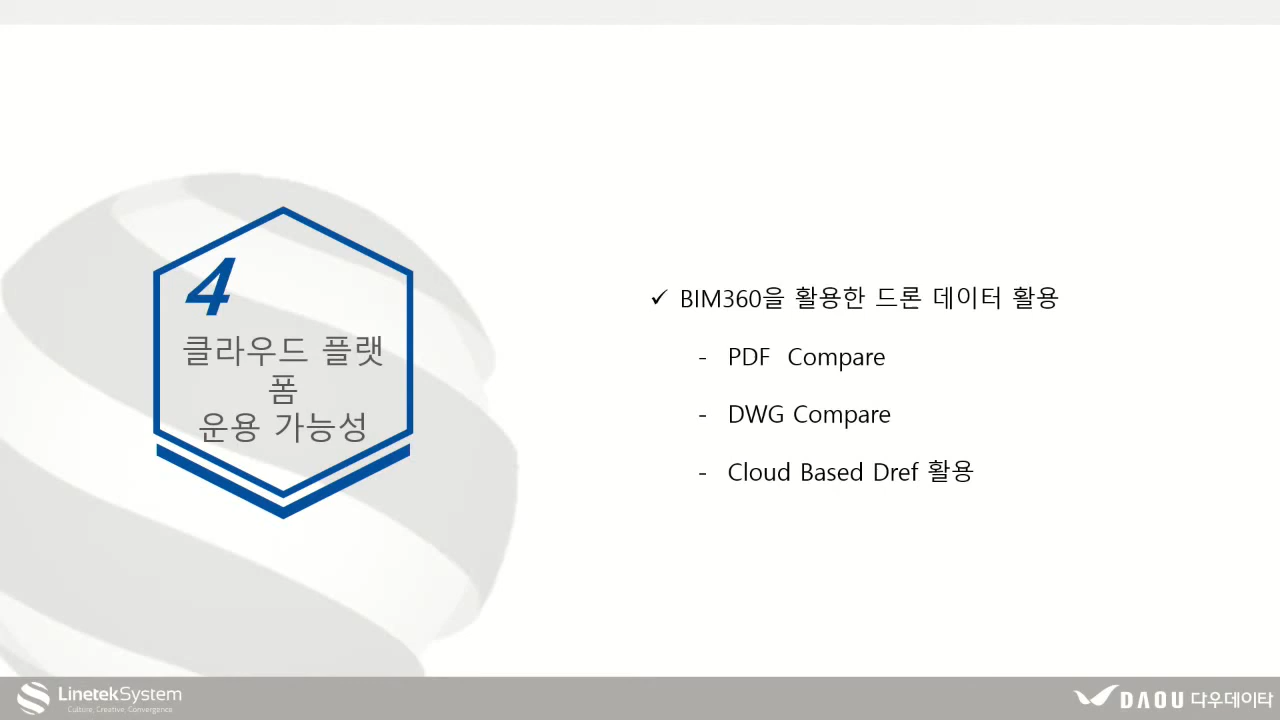 4
클라우드 플랫
폼
운용 가능성
✓ BIM360을 활용한 드론 데이터 활용
- PDF Compare
- DWG Compare
- Cloud Based Dref 활용
LinetekSystem
Culture, Creative, Convergence
DAOU 다우데이타